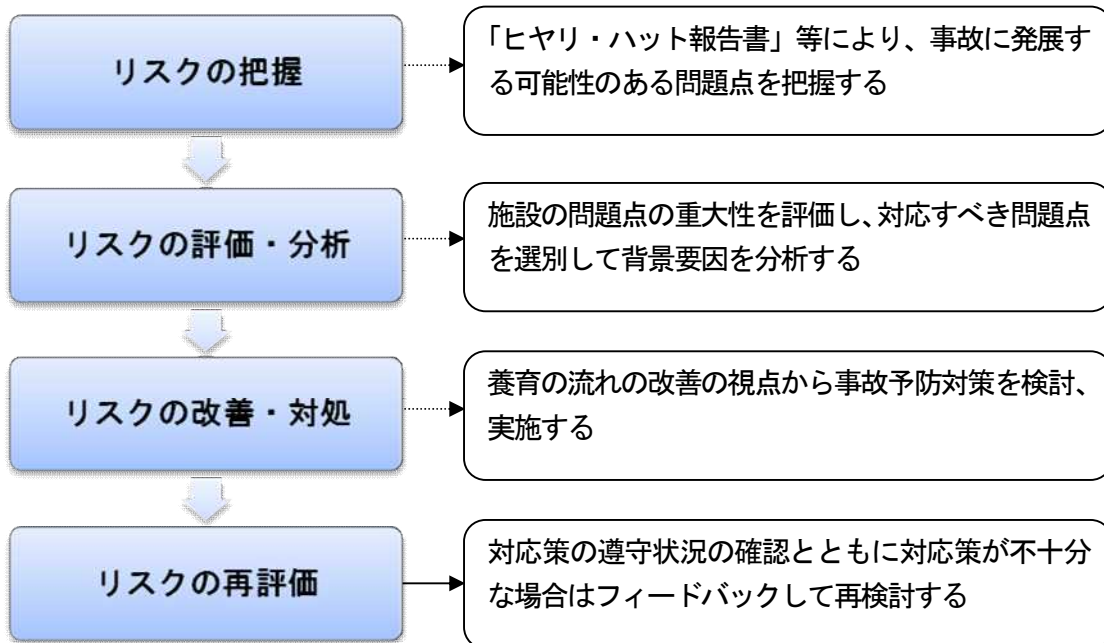 リスクの把握
「ヒヤリ・ハット報告書」等により、事故に発展す
る可能性のある問題点を把握する
リスクの評価・分析
施設の問題点の重大性を評価し、対応すべき問題点
を選別して背景要因を分析する
リスクの改善・対処
養育の流れの改善の視点から事故予防対策を検討、
実施する
リスクの再評価
対応策の遵守状況の確認とともに対応策が不十分
な場合はフィードバックして再検討する